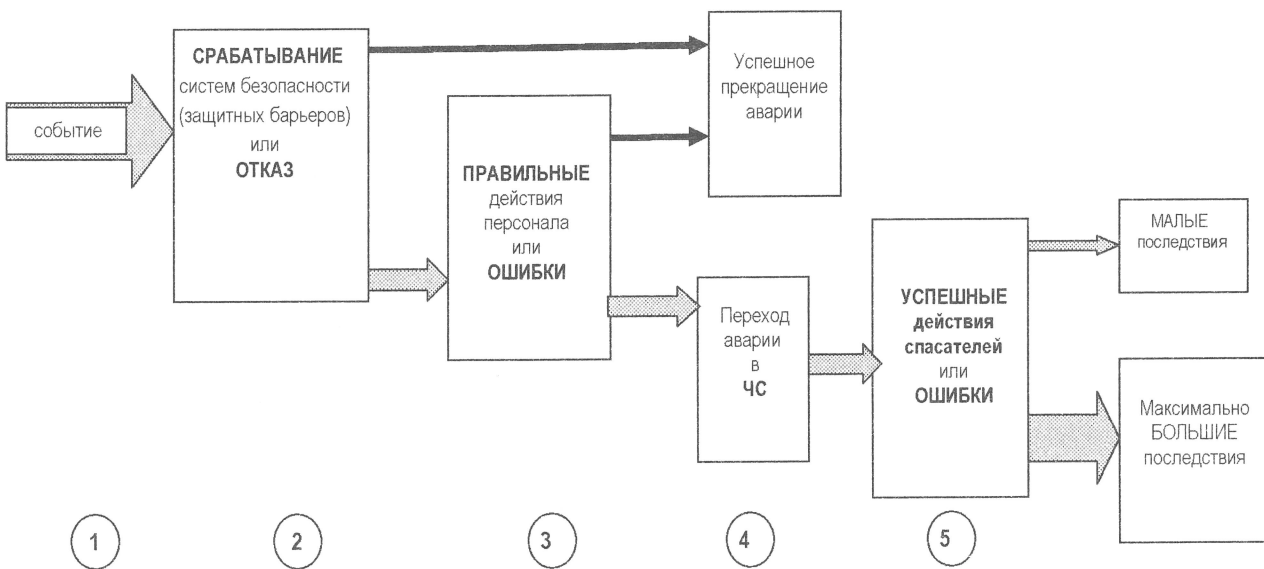 событие
СРАБАТЫВАНИЕ
систем безопасности
(защитных барьеров)
или
ОТКАЗ
ПРАВИЛЬНЫЕ
действия
персонала
или
ОШИБКИ
Успешное
прекращение
аварии
Переход
аварии
в
ЧС
УСПЕШНЫЕ
действия
спасателей
или
ОШИБКИ
МАЛЫЕ
последствия
Максимально
БОЛЬШИЕ
последствия
1
2
3
4
5